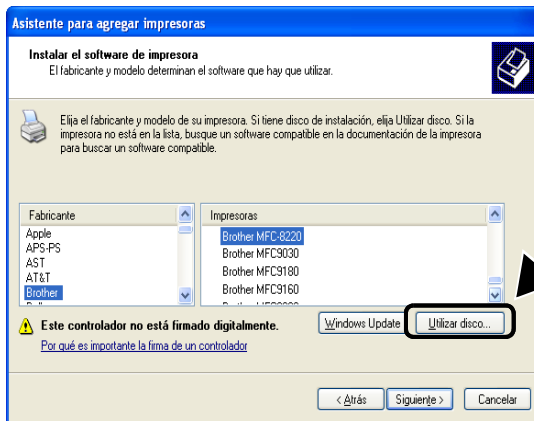 Asistente para agregar impresoras
Instalar el software de impresora
El fabricante y modelo determinan el software que hay que utilizar.
Elija el fabricante y modelo de su impresora. Si tiene disco de instalación, elija Utilizar disco. Si la
impresora no está en la lista, busque un software compatible en la documentación de la impresora
para buscar un software compatible.
Fabricante
Apple
APS-PS
AST
AT&T
Brother
Impresoras
Brother MFC-8220
Brother MFC9030
Brother MFC9180
Brother MFC9160
Este controlador no está firmado digitalmente.
Por qué es importante la firma de un controlador
Windows Update
Utilizar disco...
< Atrás
Siguiente >
Cancelar